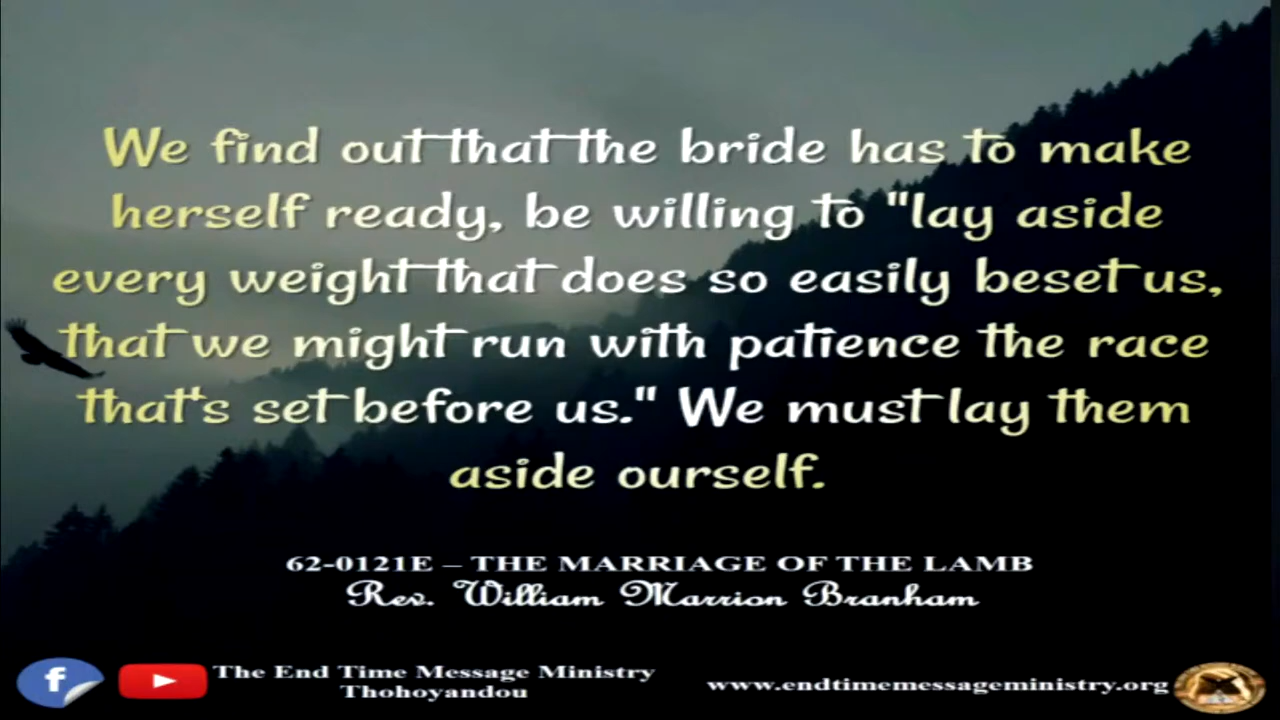 We find out that the bride has to make
herself ready, be willing to "lay aside
every weight that does so easily beset us,
that we might run with patience the race
that's set before us." We must lay them
aside ourself.
62-0121E – THE MARRIAGE OF THE LAMB
Rev. William Marrion Branham
f
The End Time Message Ministry
Thohoyandou
www.endtimemessageministry.org